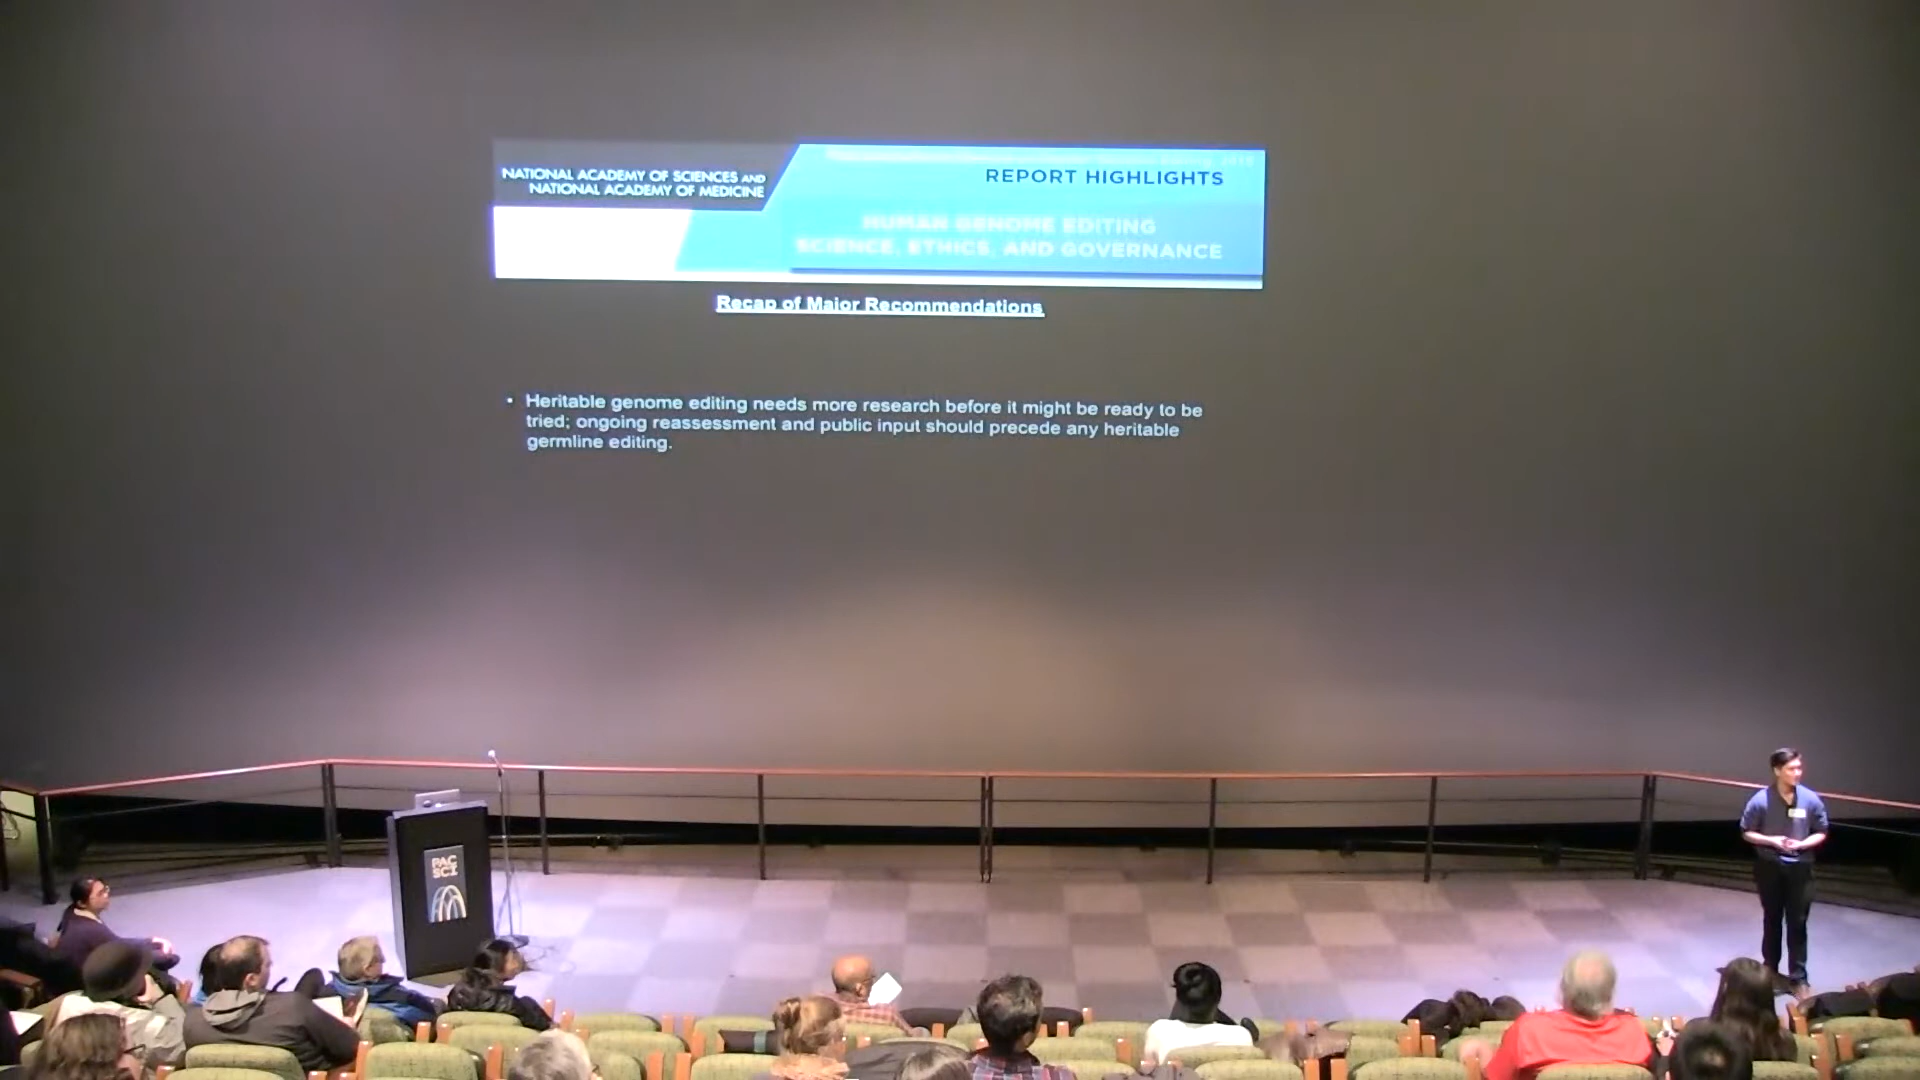 NATIONAL ACADEMY OF SCIENCES AND
NATIONAL ACADEMY OF MEDICINE
REPORT HIGHLIGHTS
HUMAN GENOME EDITING
SCIENCE, ETHICS, AND GOVERNANCE
Recap of Major Recommendations
• Heritable genome editing needs more research before it might be ready to be
tried; ongoing reassessment and public input should precede any heritable
germline editing.
PAC
SCI